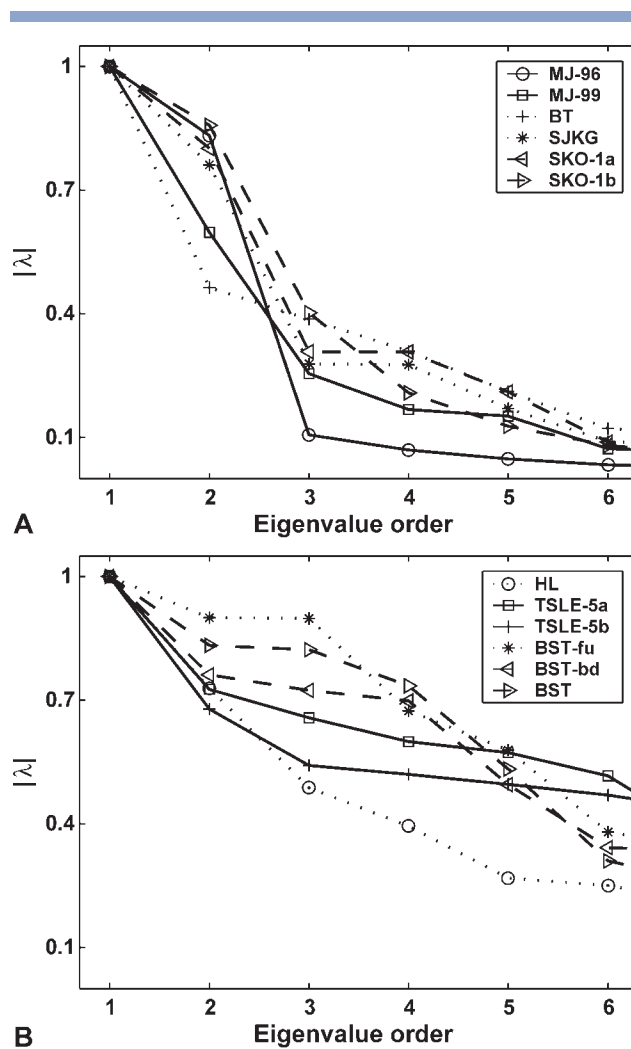 1
0.7
0.4
0.1
|λ|
MJ-96
MJ-99
BT
SJKG
SKO-1a
SKO-1b
1 2 3 4 5 6
Eigenvalue order
A
1
0.7
0.4
0.1
|λ|
HL
TSLE-5a
TSLE-5b
BST-fu
BST-bd
BST
1 2 3 4 5 6
Eigenvalue order
B